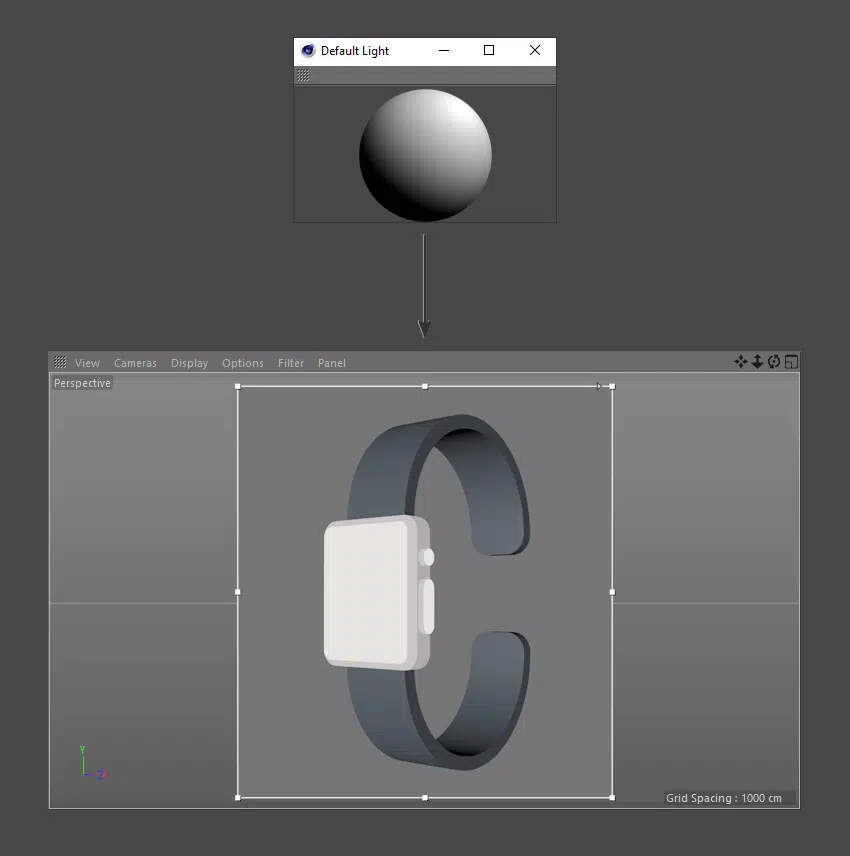 Default Light
View Cameras Display Options Filter Panel
Perspective
Y
Z
Grid Spacing : 1000 cm